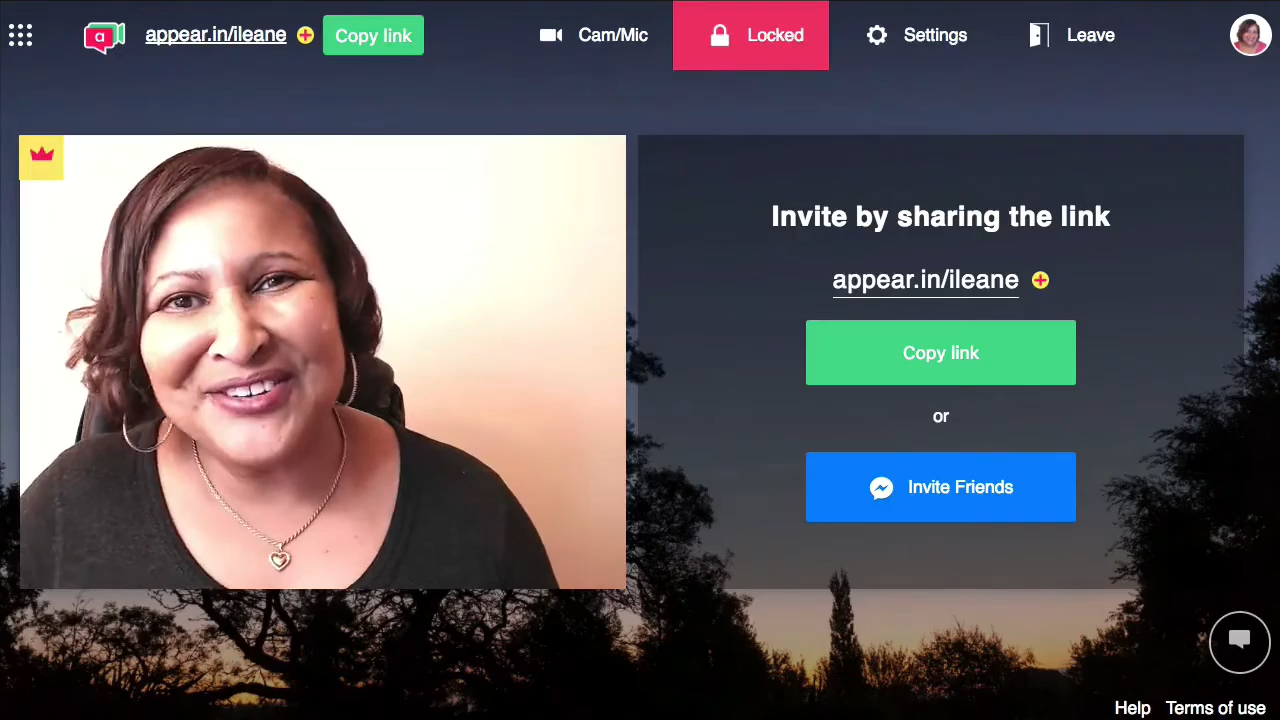 a
appear.in/ileane
Copy link
Cam/Mic
Locked
Settings
Leave
Invite by sharing the link
appear.in/ileane
Copy link
or
Invite Friends
Help
Terms of use